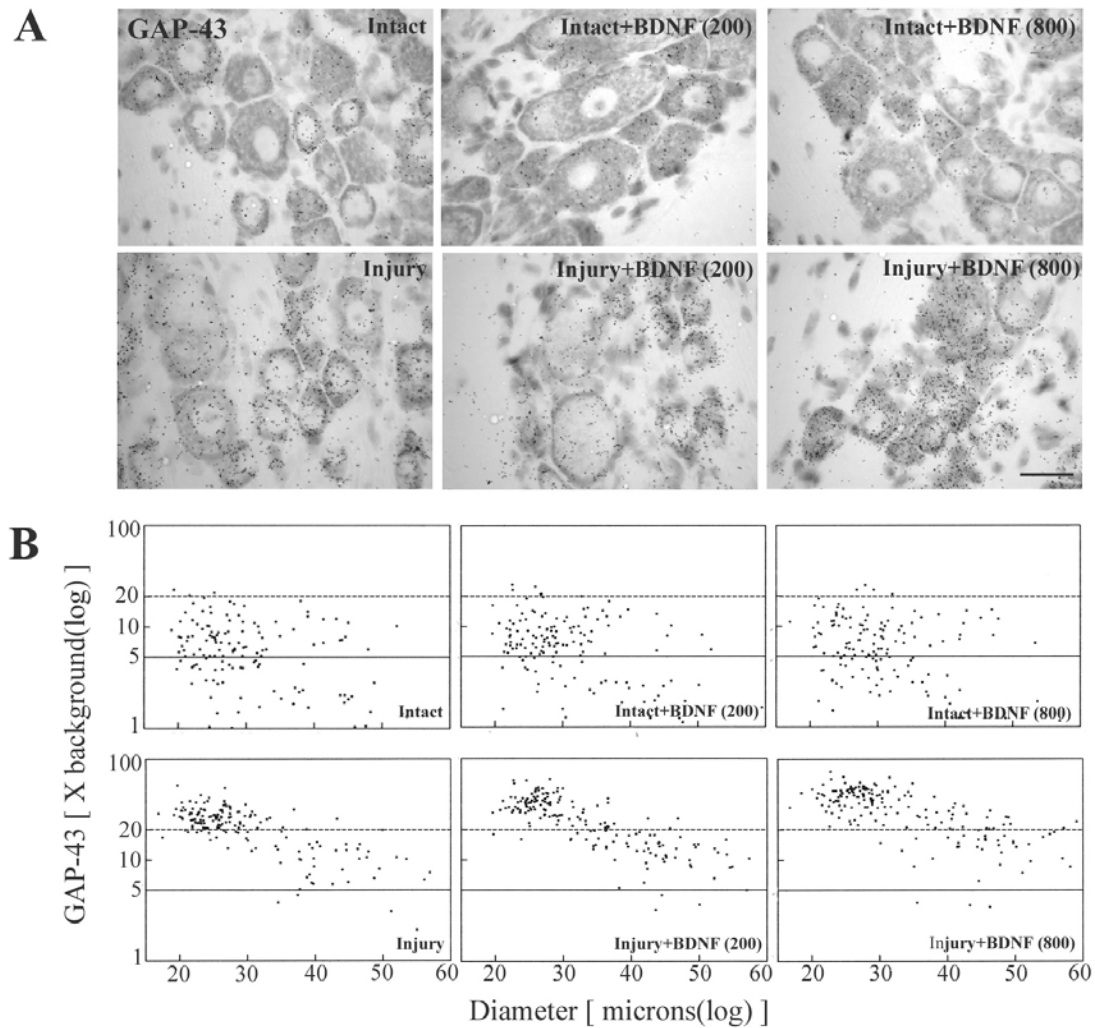 A
GAP-43
Intact
Intact+BDNF (200)
Intact+BDNF (800)
Injury
Injury+BDNF (200)
Injury+BDNF (800)
B
GAP-43 [ X background(log) ]
100
20
10
5
1
Intact
Intact+BDNF (200)
Intact+BDNF (800)
100
20
10
5
1
Injury
Injury+BDNF (200)
Injury+BDNF (800)
20 30 40 50 60 20 30 40 50 60 20 30 40 50 60
Diameter [ microns(log) ]